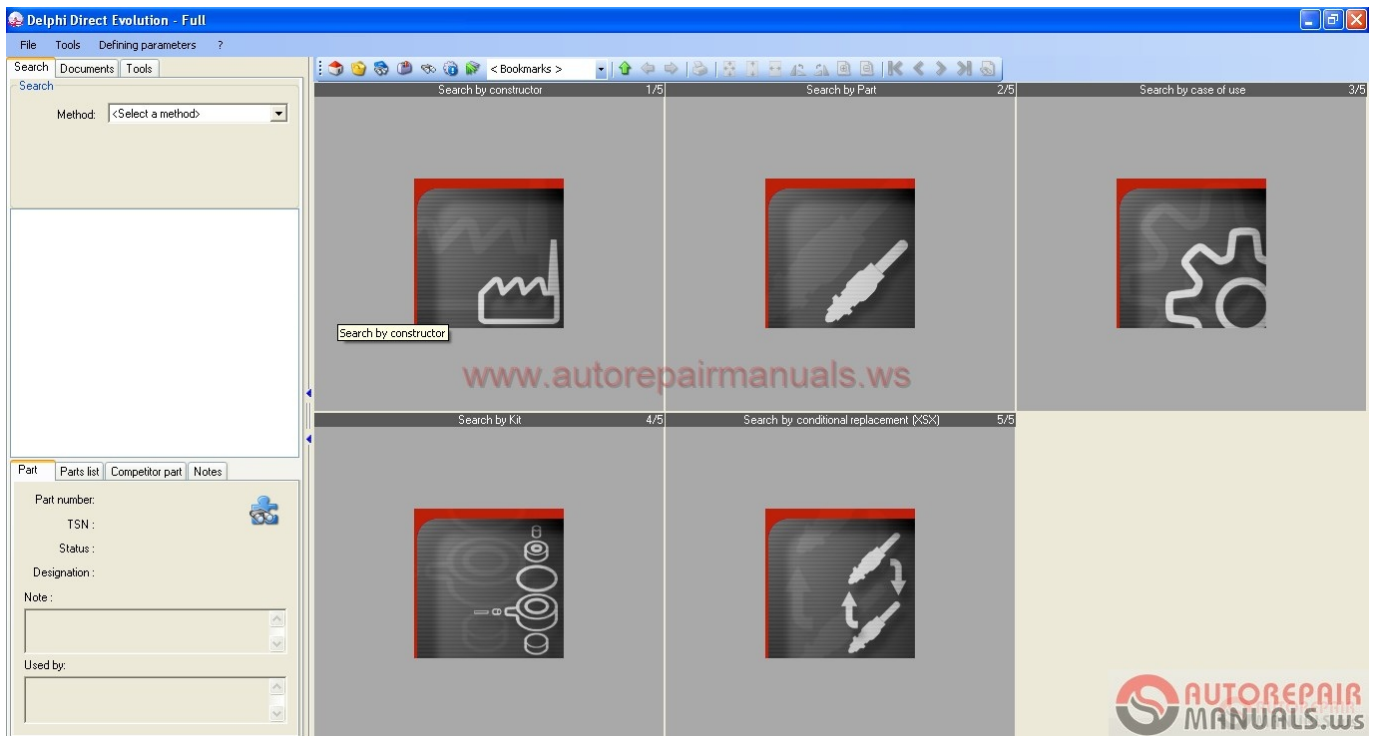 Delphi Direct Evolution - Full
File Tools Defining parameters ?
Search Documents Tools
< Bookmarks >
Search
Method: <Select a method>
Search by constructor 1/5
Search by Part 2/5
Search by case of use 3/5
Search by constructor
www.autorepairmanuals.ws
Search by Kit 4/5
Search by conditional replacement (XSX) 5/5
Part Parts list Competitor part Notes
Part number:
TSN :
Status :
Designation :
Note :
Used by:
AUTOREPAIR
MANUALS.ws